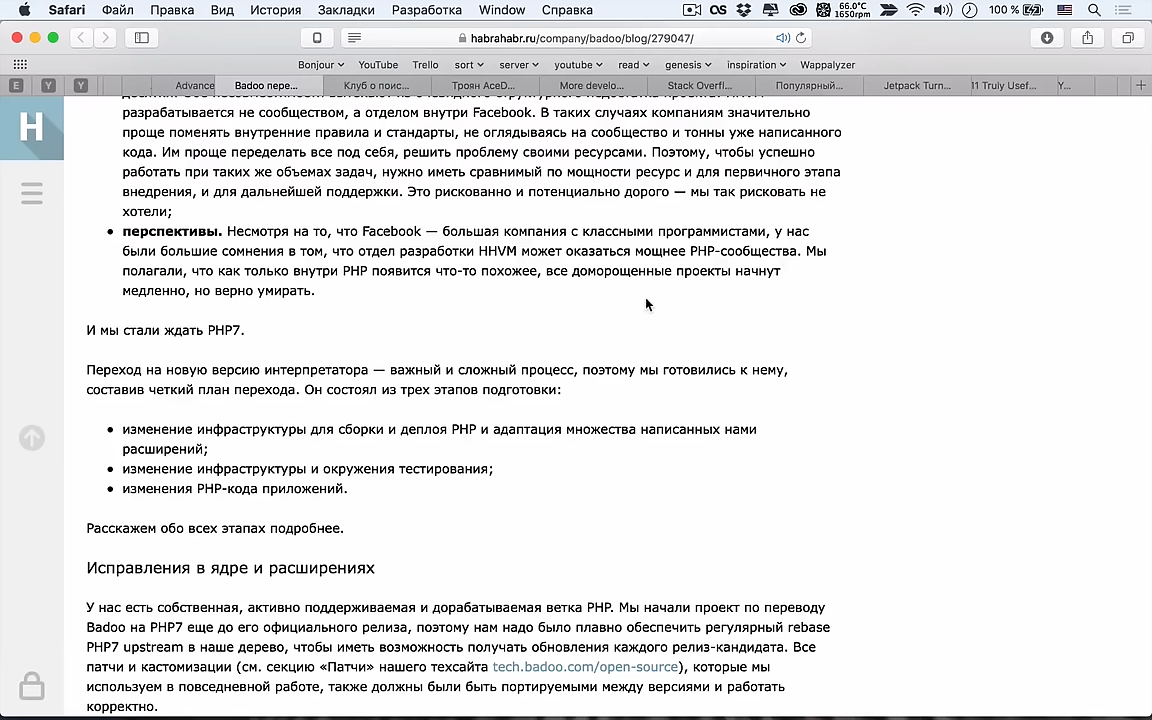 Safari Файл Правка Вид История Закладки Разработка Window Справка 66.0°C 1650rpm 100 %
habrahabr.ru/company/badoo/blog/279047/
Bonjour YouTube Trello sort server youtube read genesis inspiration Wappalyzer
E Y Y Advance Badoo пере... Клуб о поис... Троян AceD... More develo... Stack Overfl... Популярный... Jetpack Turn... 11 Truly Usef... Y...
H
разрабатывается не сообществом, а отделом внутри Facebook. В таких случаях компаниям значительно
проще поменять внутренние правила и стандарты, не оглядываясь на сообщество и тонны уже написанного
кода. Им проще переделать все под себя, решить проблему своими ресурсами. Поэтому, чтобы успешно
работать при таких же объемах задач, нужно иметь сравнимый по мощности ресурс и для первичного этапа
внедрения, и для дальнейшей поддержки. Это рискованно и потенциально дорого — мы так рисковать не
хотели;
• перспективы. Несмотря на то, что Facebook — большая компания с классными программистами, у нас
были большие сомнения в том, что отдел разработки HHVM может оказаться мощнее PHP-сообщества. Мы
полагали, что как только внутри PHP появится что-то похожее, все доморощенные проекты начнут
медленно, но верно умирать.
И мы стали ждать PHP7.
Переход на новую версию интерпретатора — важный и сложный процесс, поэтому мы готовились к нему,
составив четкий план перехода. Он состоял из трех этапов подготовки:
• изменение инфраструктуры для сборки и деплоя PHP и адаптация множества написанных нами
расширений;
• изменение инфраструктуры и окружения тестирования;
• изменения PHP-кода приложений.
Расскажем обо всех этапах подробнее.
Исправления в ядре и расширениях
У нас есть собственная, активно поддерживаемая и дорабатываемая ветка PHP. Мы начали проект по переводу
Badoo на PHP7 еще до его официального релиза, поэтому нам надо было плавно обеспечить регулярный rebase
PHP7 upstream в наше дерево, чтобы иметь возможность получать обновления каждого релиз-кандидата. Все
патчи и кастомизации (см. секцию «Патчи» нашего техсайта tech.badoo.com/open-source), которые мы
используем в повседневной работе, также должны были быть портируемыми между версиями и работать
корректно.